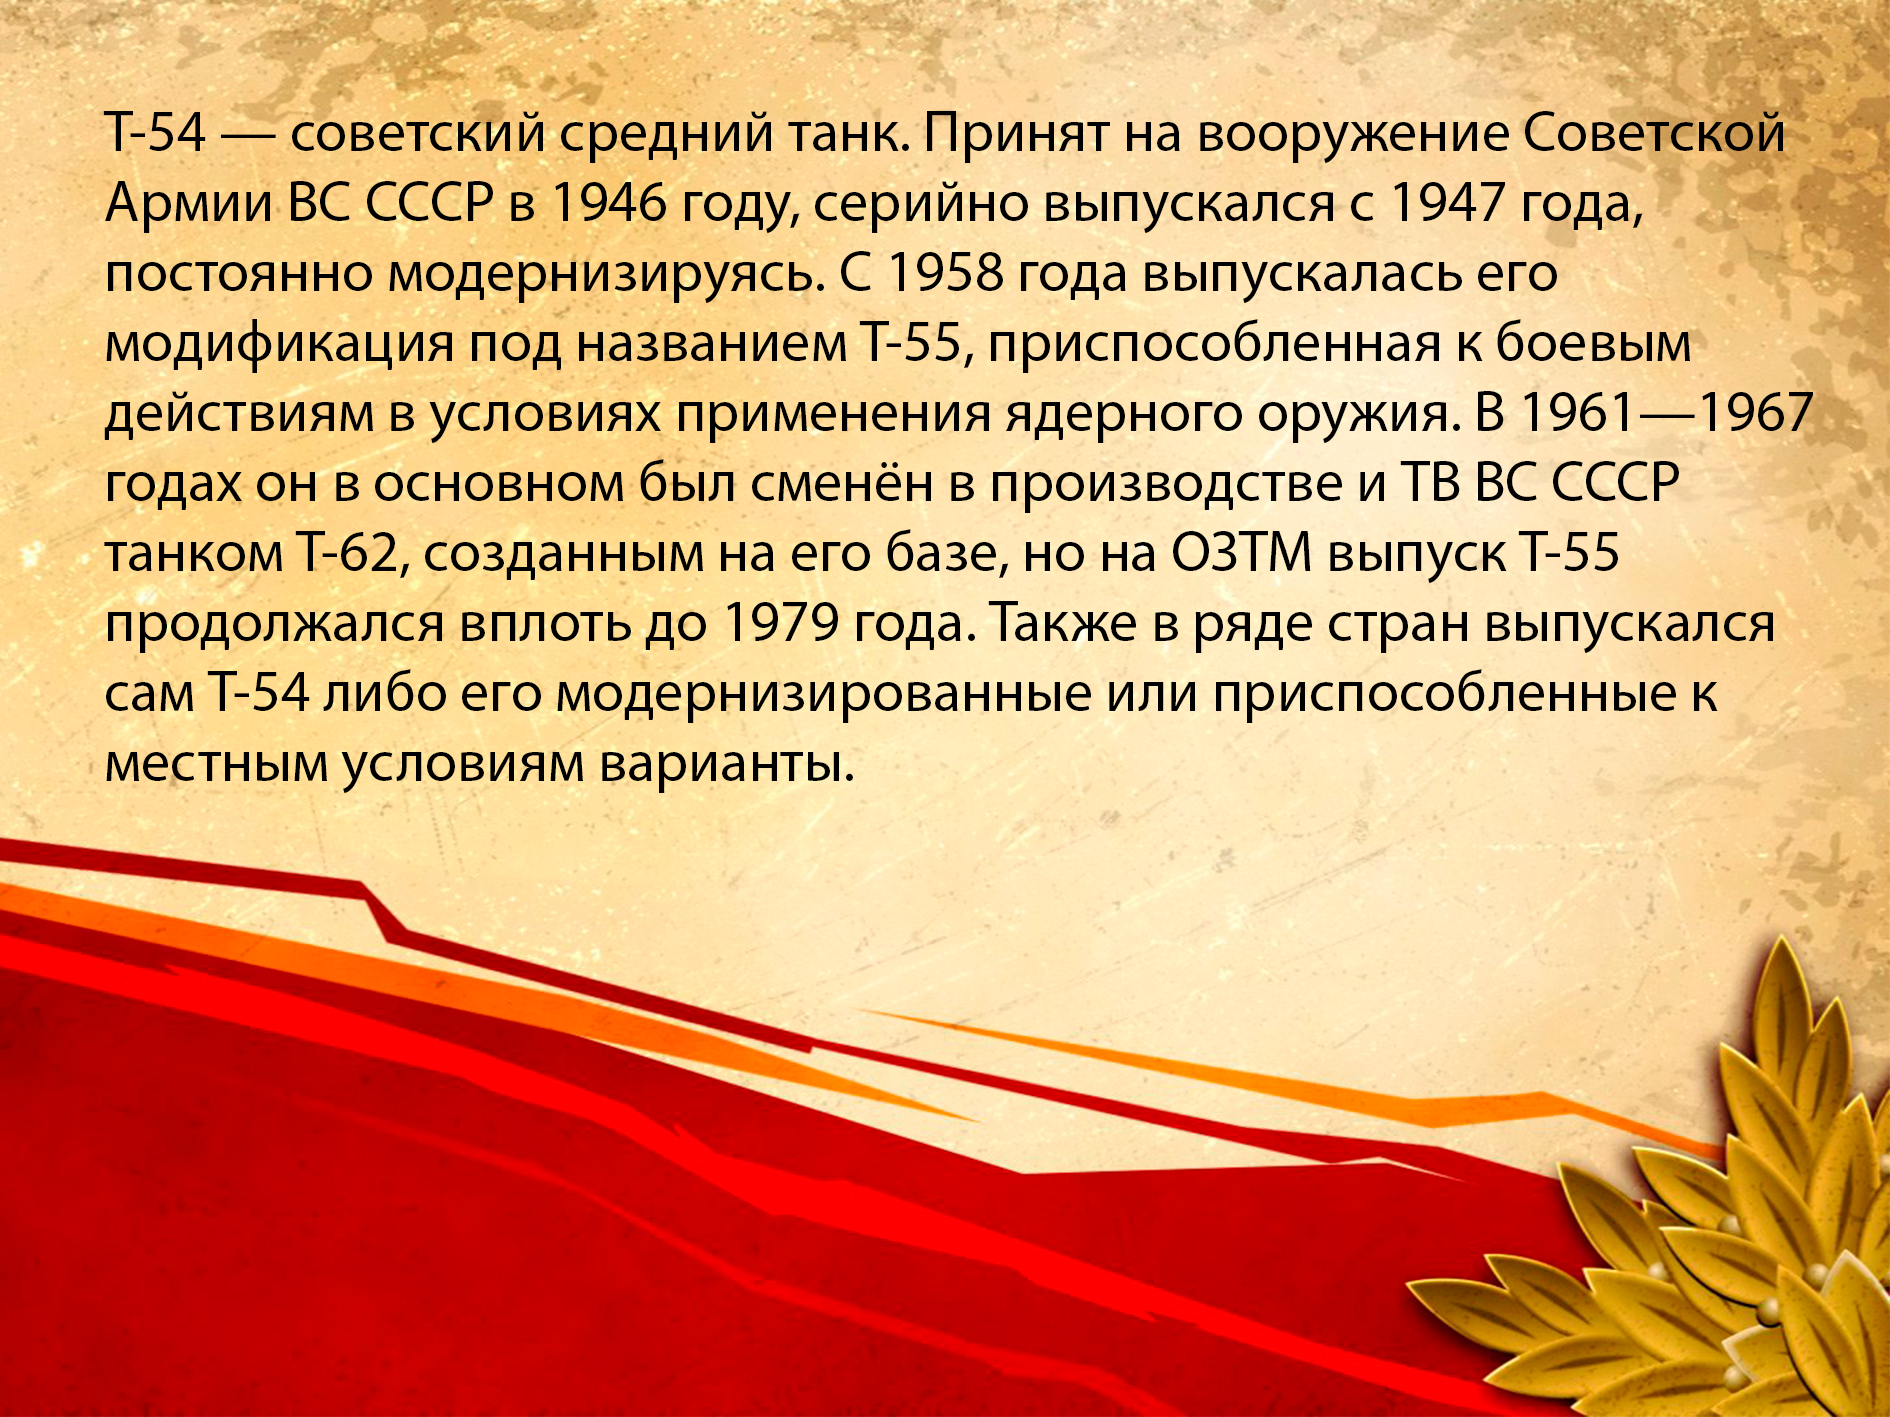 Т-54 — советский средний танк. Принят на вооружение Советской
Армии ВС СССР в 1946 году, серийно выпускался с 1947 года,
постоянно модернизируясь. С 1958 года выпускалась его
модификация под названием Т-55, приспособленная к боевым
действиям в условиях применения ядерного оружия. В 1961—1967
годах он в основном был сменён в производстве и ТВ ВС СССР
танком Т-62, созданным на его базе, но на ОЗТМ выпуск Т-55
продолжался вплоть до 1979 года. Также в ряде стран выпускался
сам Т-54 либо его модернизированные или приспособленные к
местным условиям варианты.